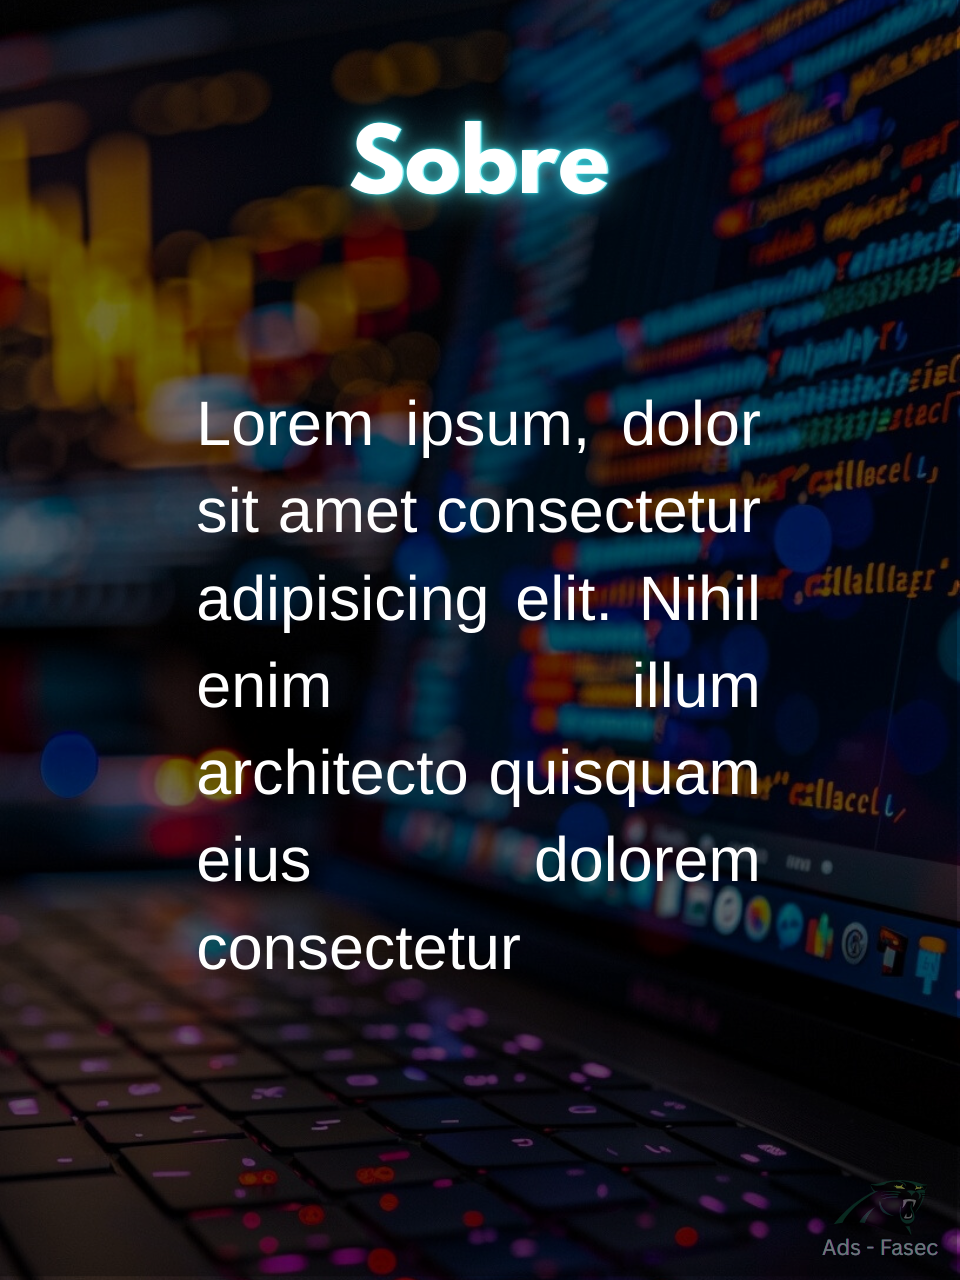 Sobre
Lorem ipsum, dolor
sit amet consectetur
adipisicing elit. Nihil
enim illum
architecto quisquam
eius dolorem
consectetur
Ads - Fasec